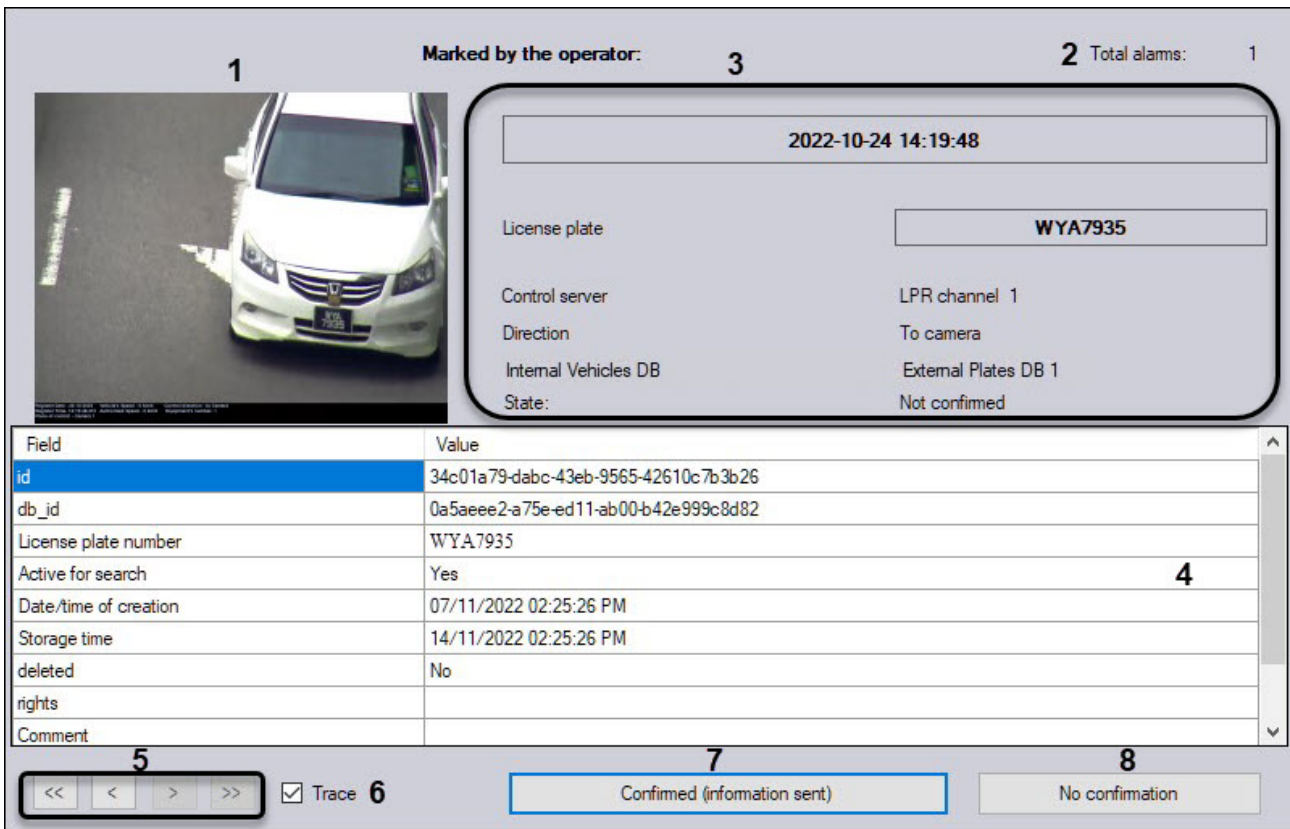 Marked by the operator:
3
2 Total alarms: 1
1
2022-10-24 14:19:48
License plate WYA7935
Control server LPR channel 1
Direction To camera
Internal Vehicles DB External Plates DB 1
State: Not confirmed
WYA
7935
Field Value
id 34c01a79-dabc-43eb-9565-42610c7b3b26
db_id 0a5aeee2-a75e-ed11-ab00-b42e999c8d82
License plate number WYA7935
Active for search Yes
4
Date/time of creation 07/11/2022 02:25:26 PM
Storage time 14/11/2022 02:25:26 PM
deleted No
rights
Comment
5 7 8
<< < > >> Trace 6 Confirmed (information sent) No confirmation